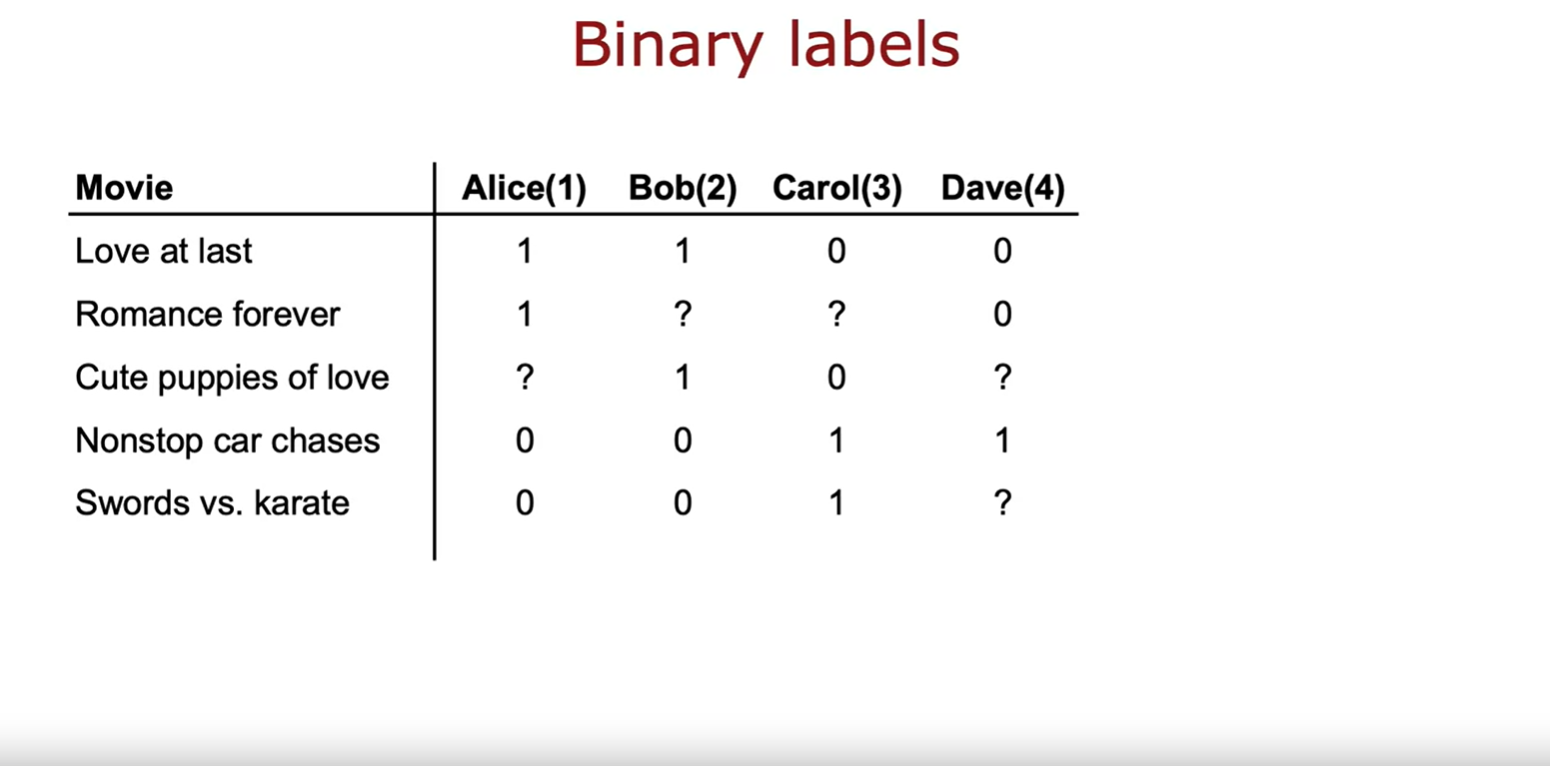 Binary labels
Movie Alice(1) Bob(2) Carol(3) Dave(4)
Love at last 1 1 0 0
Romance forever 1 ? ? 0
Cute puppies of love ? 1 0 ?
Nonstop car chases 0 0 1 1
Swords vs. karate 0 0 1 ?